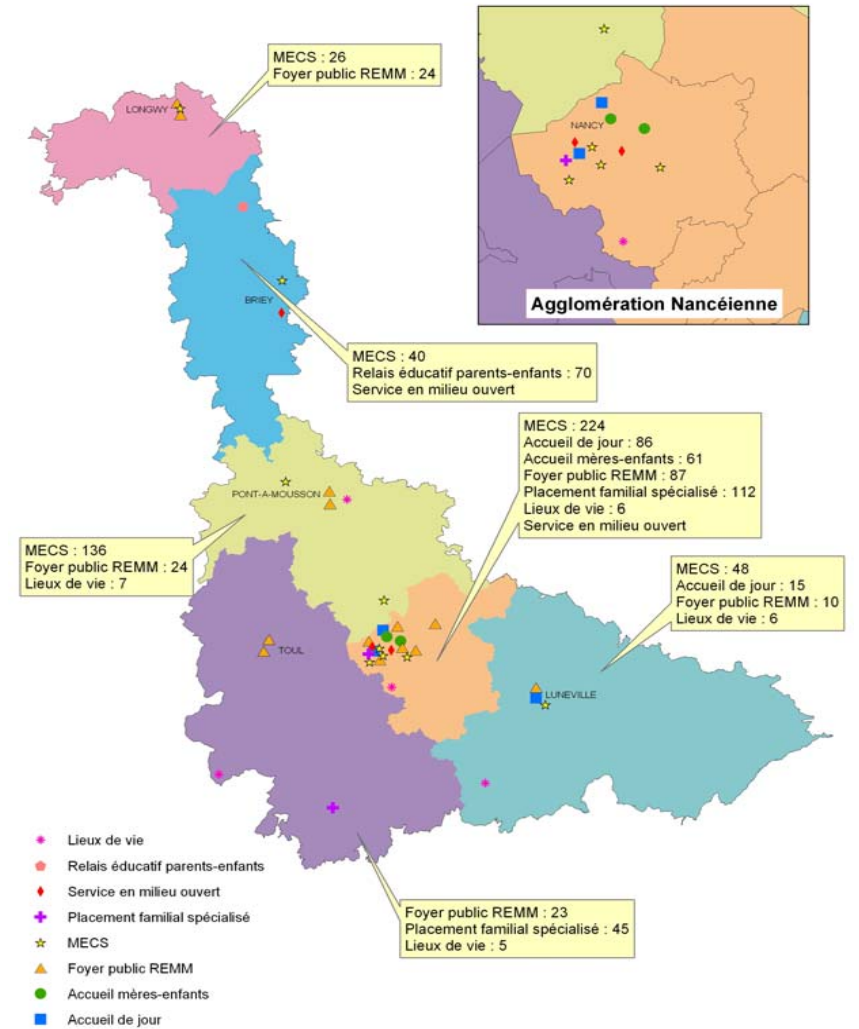 MECS : 26
Foyer public REMM : 24
LONGWY
NANCY
Agglomération Nancéienne
BRIEY
MECS : 40
Relais éducatif parents-enfants : 70
Service en milieu ouvert
MECS : 224
Accueil de jour : 86
Accueil mères-enfants : 61
Foyer public REMM : 87
Placement familial spécialisé : 112
Lieux de vie : 6
Service en milieu ouvert
PONT-A-MOUSSON
MECS : 136
Foyer public REMM : 24
Lieux de vie : 7
MECS : 48
Accueil de jour : 15
Foyer public REMM : 10
Lieux de vie : 6
TOUL
LUNEVILLE
Foyer public REMM : 23
Placement familial spécialisé : 45
Lieux de vie : 5
Lieux de vie
Relais éducatif parents-enfants
Service en milieu ouvert
Placement familial spécialisé
MECS
Foyer public REMM
Accueil mères-enfants
Accueil de jour